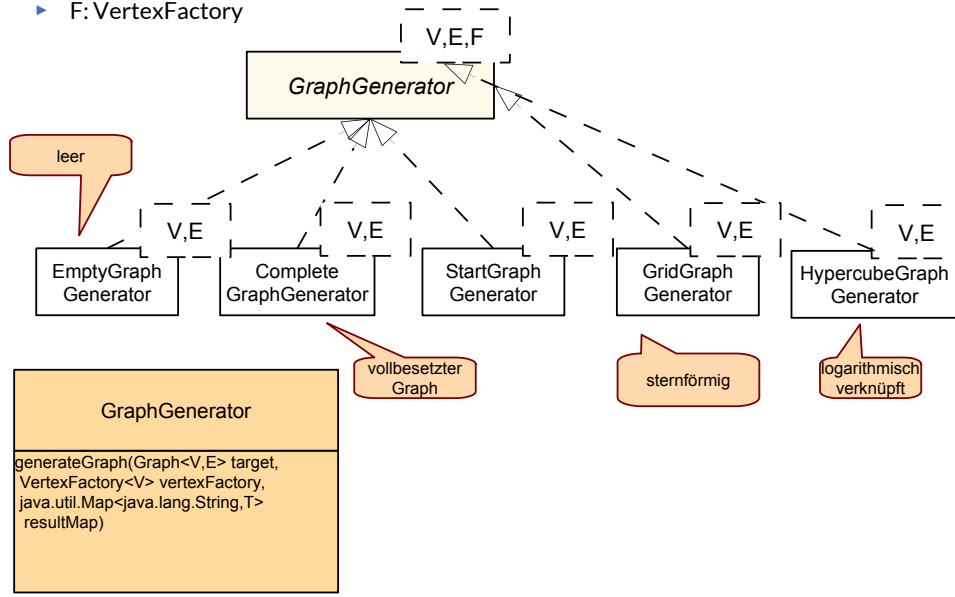 ► F: VertexFactory
V,E,F
GraphGenerator
leer
V,E
V,E
V,E
V,E
V,E
EmptyGraph
Generator
Complete
GraphGenerator
StartGraph
Generator
GridGraph
Generator
HypercubeGraph
Generator
vollbesetzter
Graph
sternförmig
logarithmisch
verknüpft
GraphGenerator
generateGraph(Graph<V,E> target,
VertexFactory<V> vertexFactory,
java.util.Map<java.lang.String,T>
resultMap)